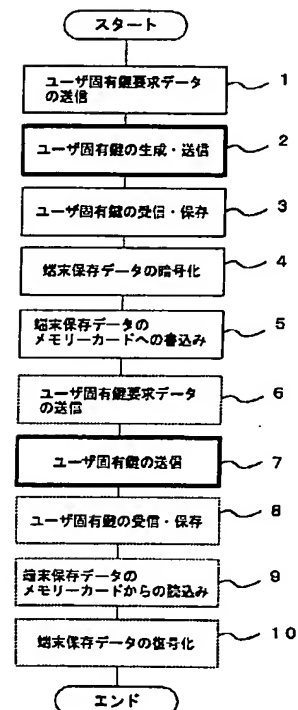 スタート
ユーザ固有鍵要求データ
の送信
1
ユーザ固有鍵の生成・送信
2
ユーザ固有鍵の受信・保存
3
端末保存データの暗号化
4
端末保存データの
メモリーカードへの書込み
5
ユーザ固有鍵要求データ
の送信
6
ユーザ固有鍵の送信
7
ユーザ固有鍵の受信・保存
8
端末保存データの
メモリーカードからの読込み
9
端末保存データの復号化
10
エンド